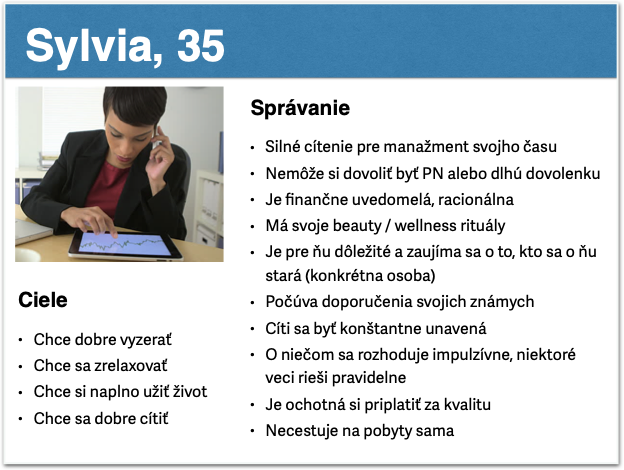 Sylvia, 35
Správanie
• Silné cítenie pre manažment svojho času
• Nemôže si dovoliť byť PN alebo dlhú dovolenku
• Je finančne uvedomelá, racionálna
• Má svoje beauty / wellness rituály
• Je pre ňu dôležité a zaujíma sa o to, kto sa o ňu
stará (konkrétna osoba)
• Počúva doporučenia svojich známych
• Cíti sa byť konštantne unavená
• O niečom sa rozhoduje impulzívne, niektoré
veci rieši pravidelne
• Je ochotná si priplatiť za kvalitu
• Necestuje na pobyty sama
Ciele
• Chce dobre vyzerať
• Chce sa zrelaxovať
• Chce si naplno užiť život
• Chce sa dobre cítiť